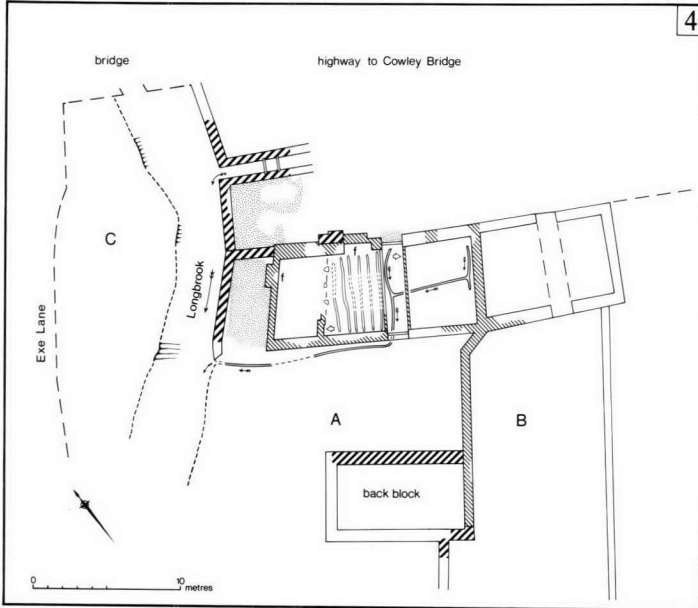 4
bridge
highway to Cowley Bridge
C
Longbrook
Exe Lane
f
f
A
B
back block
0 10
metres